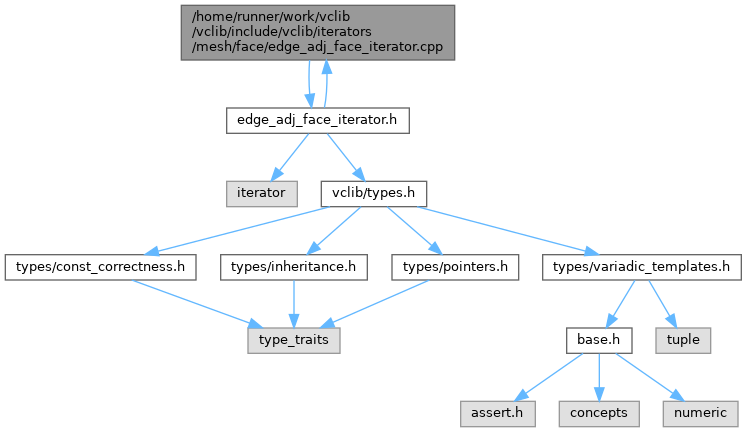 /home/runner/work/vclib
/vclib/include/vclib/iterators
/mesh/face/edge_adj_face_iterator.cpp
edge_adj_face_iterator.h
iterator
vclib/types.h
types/const_correctness.h
types/inheritance.h
types/pointers.h
types/variadic_templates.h
type_traits
base.h
tuple
assert.h
concepts
numeric